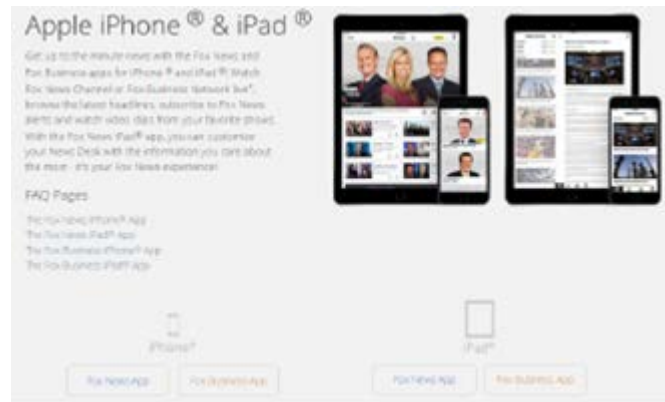 Apple iPhone ® & iPad ®
Get up to the minute news with the Fox News and
Fox Business apps for iPhone ® and iPad ®. Watch
Fox News Channel or Fox Business Network live*,
browse the latest headlines, subscribe to Fox News
alerts and watch video clips from your favorite shows.
With the Fox News iPad® app, you can customize
your News Desk with the information you care about
the most - it's your Fox News experience!
FAQ Pages
The Fox News iPhone® App
The Fox News iPad® App
The Fox Business iPhone® App
The Fox Business iPad® App
iPhone®
iPad®
Fox News App
Fox Business App
Fox News App
Fox Business App